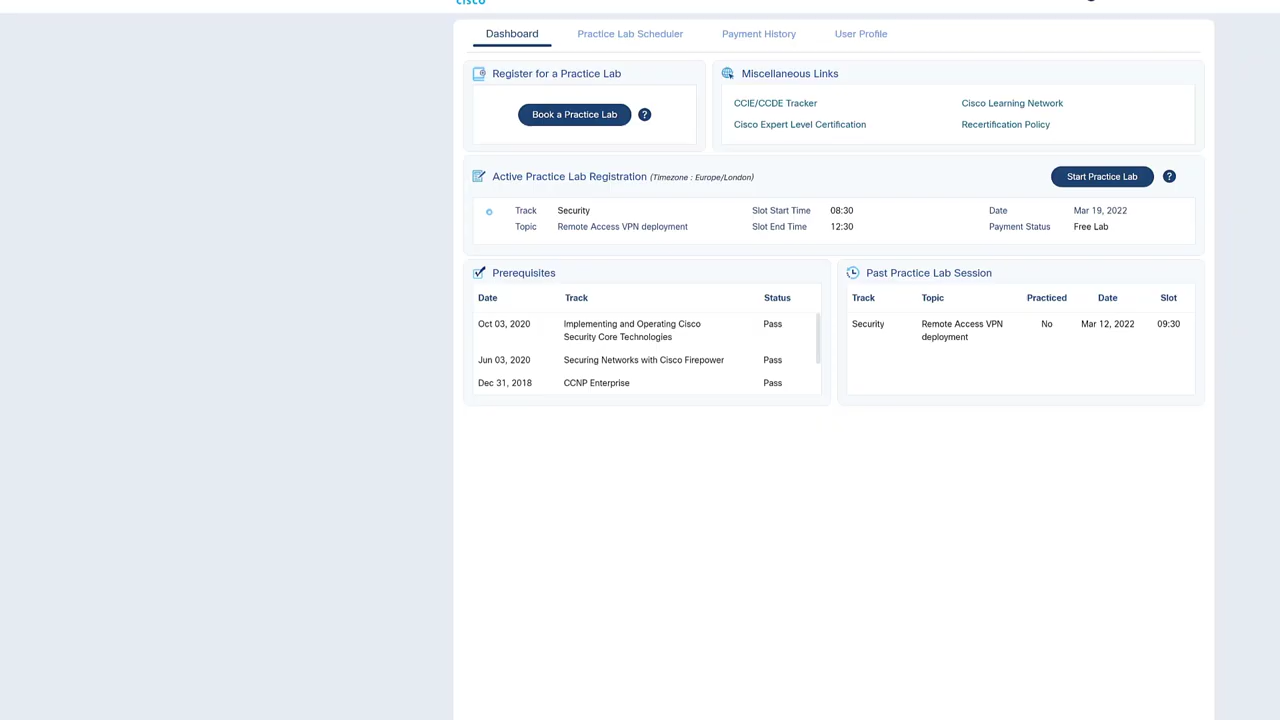 cisco
Dashboard Practice Lab Scheduler Payment History User Profile
Register for a Practice Lab
Book a Practice Lab ?
Miscellaneous Links
CCIE/CCDE Tracker Cisco Learning Network
Cisco Expert Level Certification Recertification Policy
Active Practice Lab Registration (Timezone : Europe/London) Start Practice Lab ?
Track Security Slot Start Time 08:30 Date Mar 19, 2022
Topic Remote Access VPN deployment Slot End Time 12:30 Payment Status Free Lab
Prerequisites
Date Track Status
Oct 03, 2020 Implementing and Operating Cisco Pass
Security Core Technologies
Jun 03, 2020 Securing Networks with Cisco Firepower Pass
Dec 31, 2018 CCNP Enterprise Pass
Past Practice Lab Session
Track Topic Practiced Date Slot
Security Remote Access VPN No Mar 12, 2022 09:30
deployment